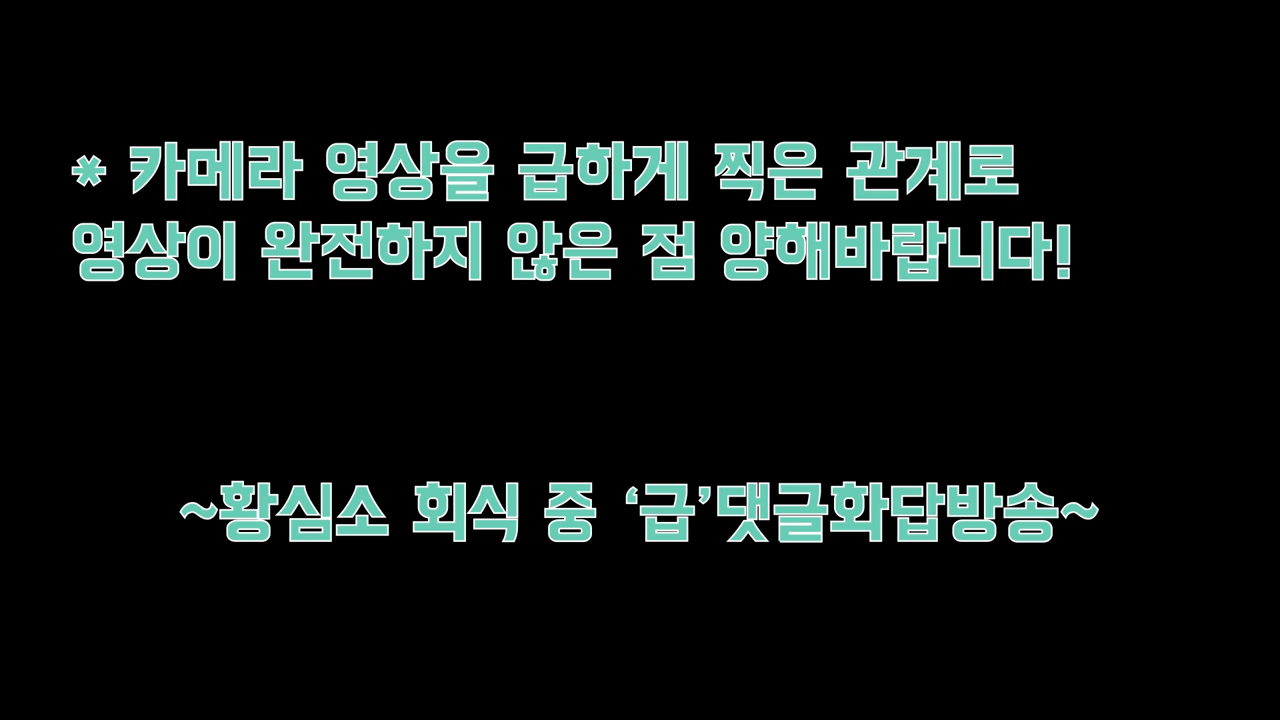 * 카메라 영상을 급하게 찍은 관계로
영상이 완전하지 않은 점 양해바랍니다!
~황심소 회식 중 ‘급’댓글화답방송~